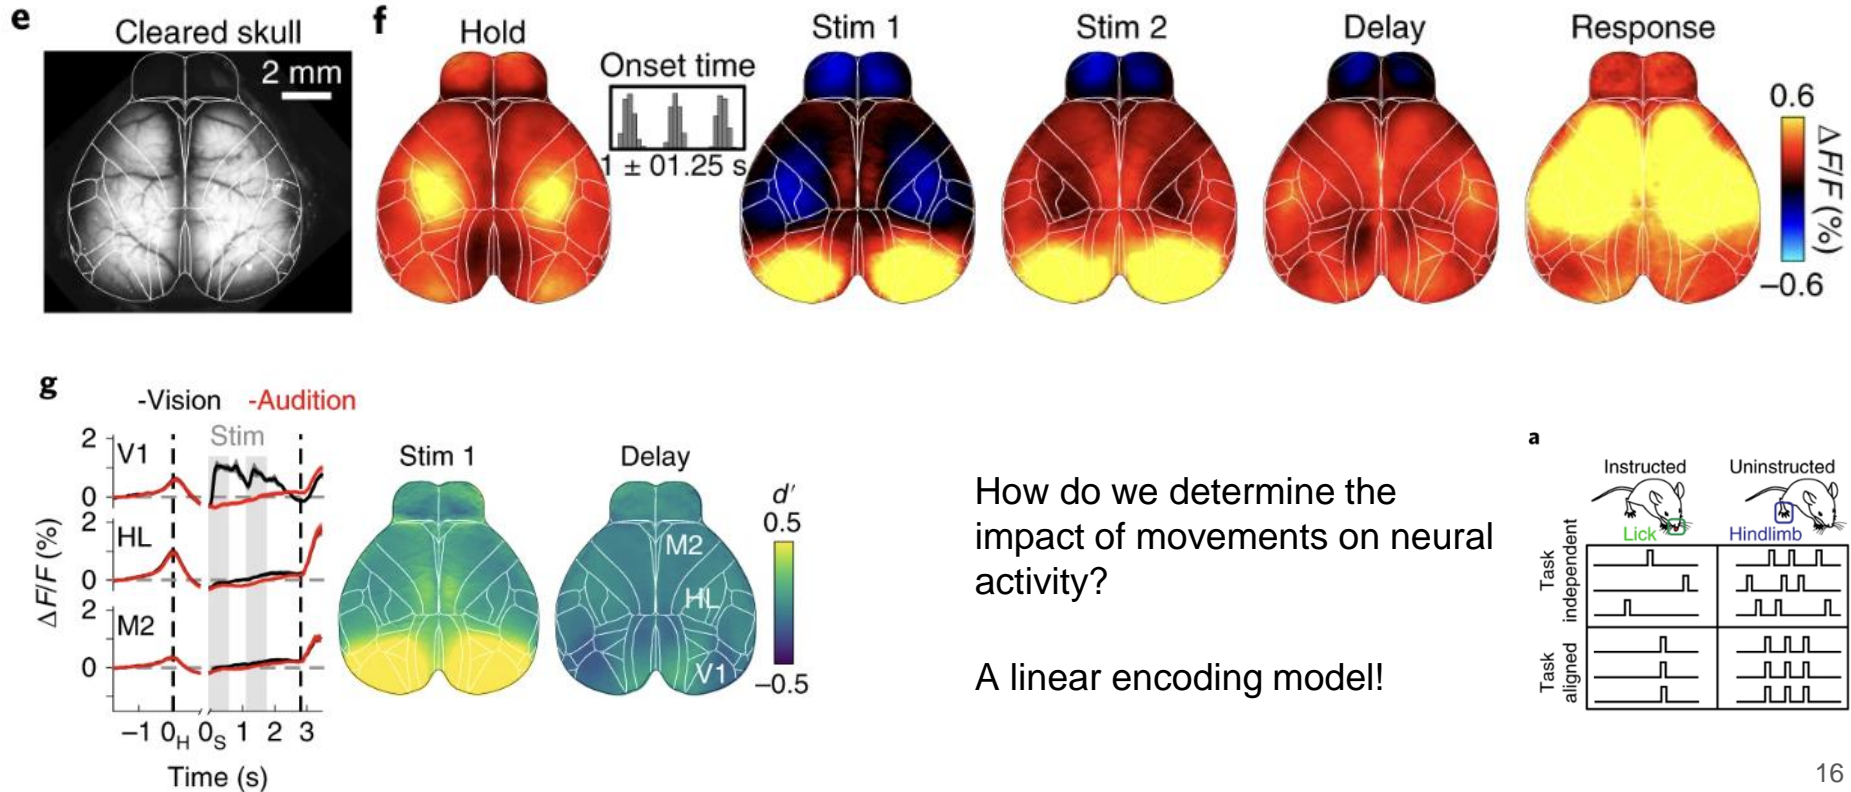 e
Cleared skull
2 mm
f
Hold
Onset time
1 ± 01.25 s
Stim 1
Stim 2
Delay
Response
0.6
ΔF/F (%)
−0.6
g
-Vision -Audition
Stim
2
V1
0
2
HL
0
2
M2
0
ΔF/F (%)
−1 0H 0S 1 2 3
Time (s)
Stim 1
Delay
M2
HL
V1
d′
0.5
−0.5
How do we determine the
impact of movements on neural
activity?
A linear encoding model!
a
Instructed Uninstructed
Lick Hindlimb
Task
independent
Task
aligned
16